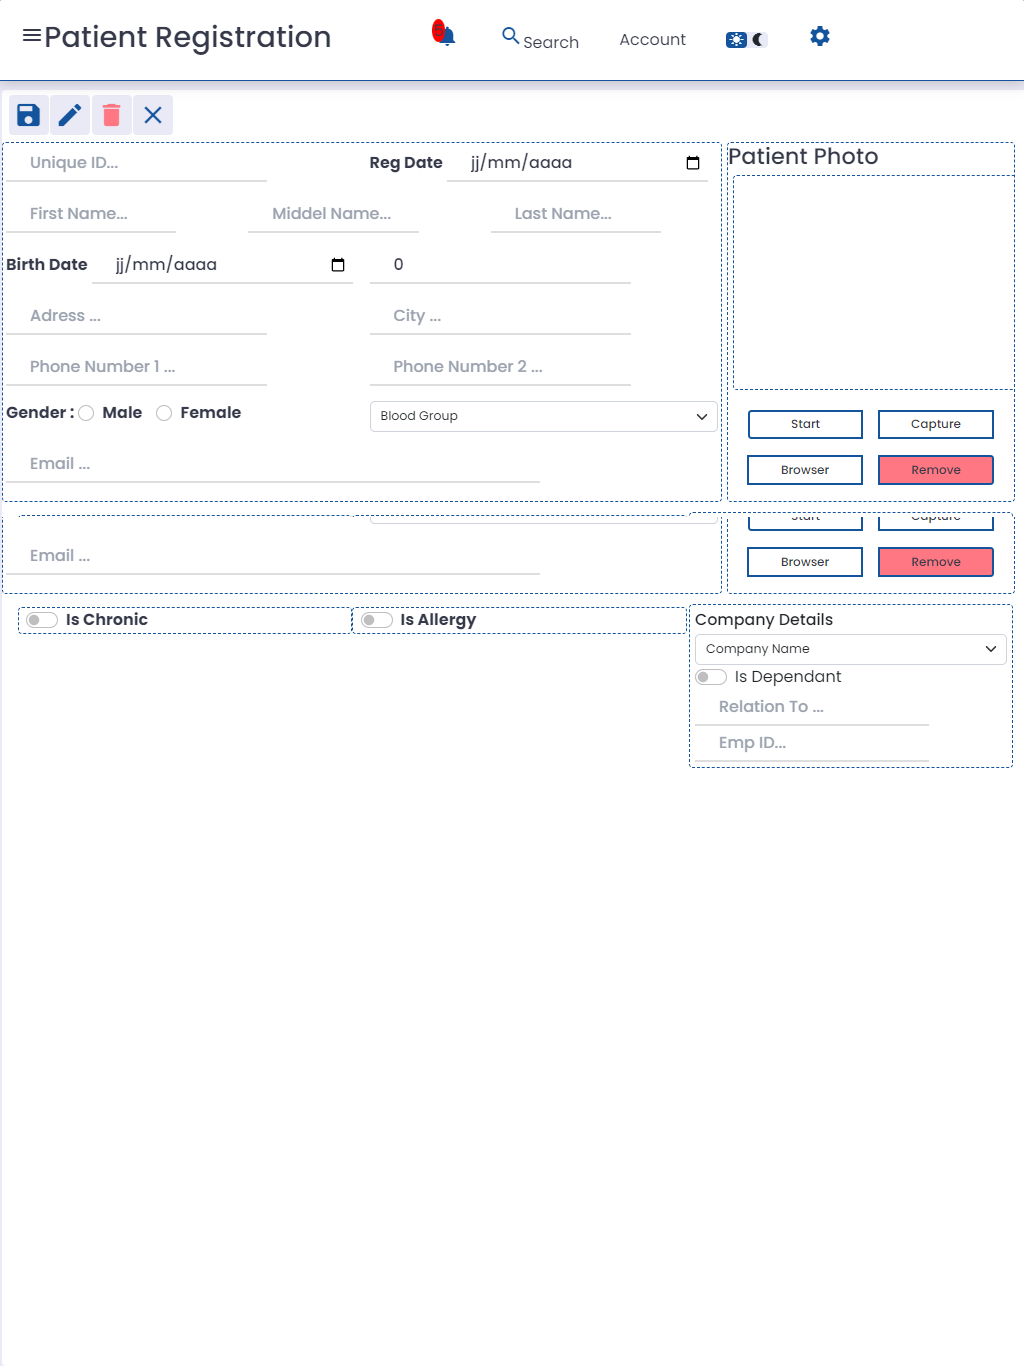 Patient Registration
Search
Account
Unique ID...
Reg Date jj/mm/aaaa
Patient Photo
First Name...
Middel Name...
Last Name...
Birth Date jj/mm/aaaa
0
Adress ...
City ...
Phone Number 1 ...
Phone Number 2 ...
Gender : Male Female
Blood Group
Start
Capture
Email ...
Browser
Remove
Start
Capture
Email ...
Browser
Remove
Is Chronic
Is Allergy
Company Details
Company Name
Is Dependant
Relation To ...
Emp ID...